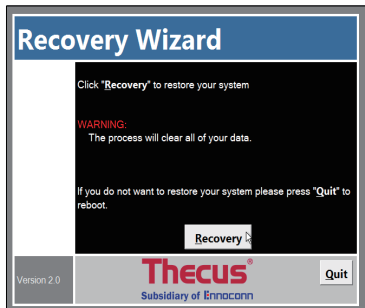 Recovery Wizard
Click "Recovery" to restore your system
WARNING:
The process will clear all of your data.
If you do not want to restore your system please press "Quit" to
reboot.
Recovery
Version 2.0
Thecus®
Subsidiary of Ennoconn
Quit